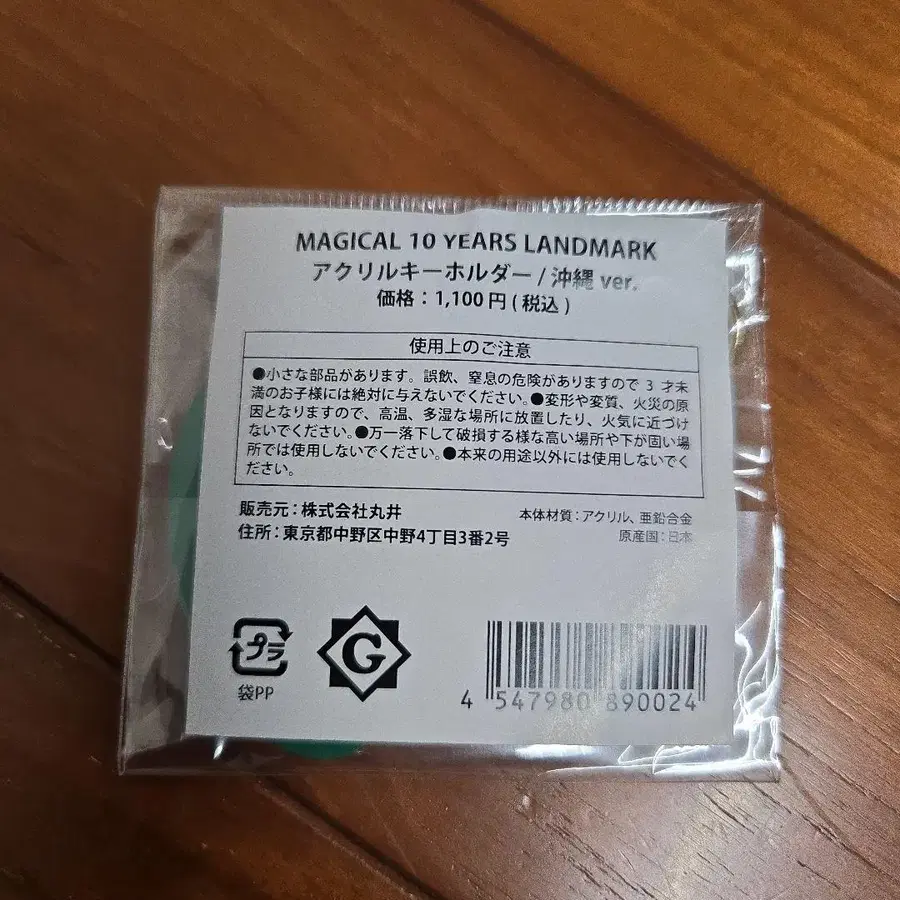 MAGICAL 10 YEARS LANDMARK
アクリルキーホルダー / 沖縄 ver.
価格：1,100円 ( 税込 )
使用上のご注意
●小さな部品があります。誤飲、窒息の危険がありますので 3 才未
満のお子様には絶対に与えないでください。●変形や変質、火災の原
因となりますので、高温、多湿な場所に放置したり、火気に近づけ
ないでください。●万一落下して破損する様な高い場所や下が固い場
所では使用しないでください。●本来の用途以外には使用しないでく
ださい。
販売元：株式会社丸井
住所：東京都中野区中野4丁目3番2号
本体材質：アクリル、亜鉛合金
原産国：日本
プラ
袋PP
G
4 547980 890024